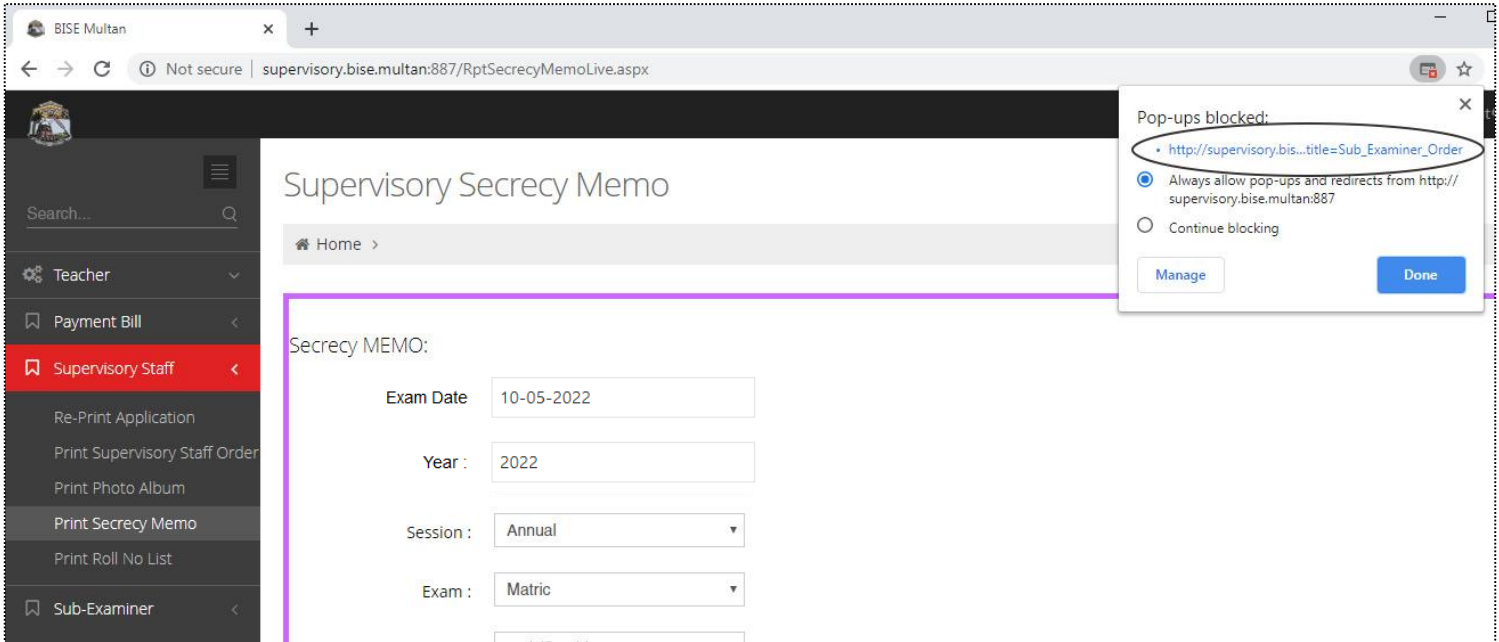 BISE Multan
Not secure | supervisory.bise.multan:887/RptSecrecyMemoLive.aspx
Pop-ups blocked:
• http://supervisory.bis...title=Sub_Examiner_Order
Always allow pop-ups and redirects from http://
supervisory.bise.multan:887
Continue blocking
Manage
Done
Search...
Teacher
Payment Bill
Supervisory Staff
Re-Print Application
Print Supervisory Staff Order
Print Photo Album
Print Secrecy Memo
Print Roll No List
Sub-Examiner
Supervisory Secrecy Memo
Home >
Secrecy MEMO:
Exam Date 10-05-2022
Year : 2022
Session : Annual
Exam : Matric